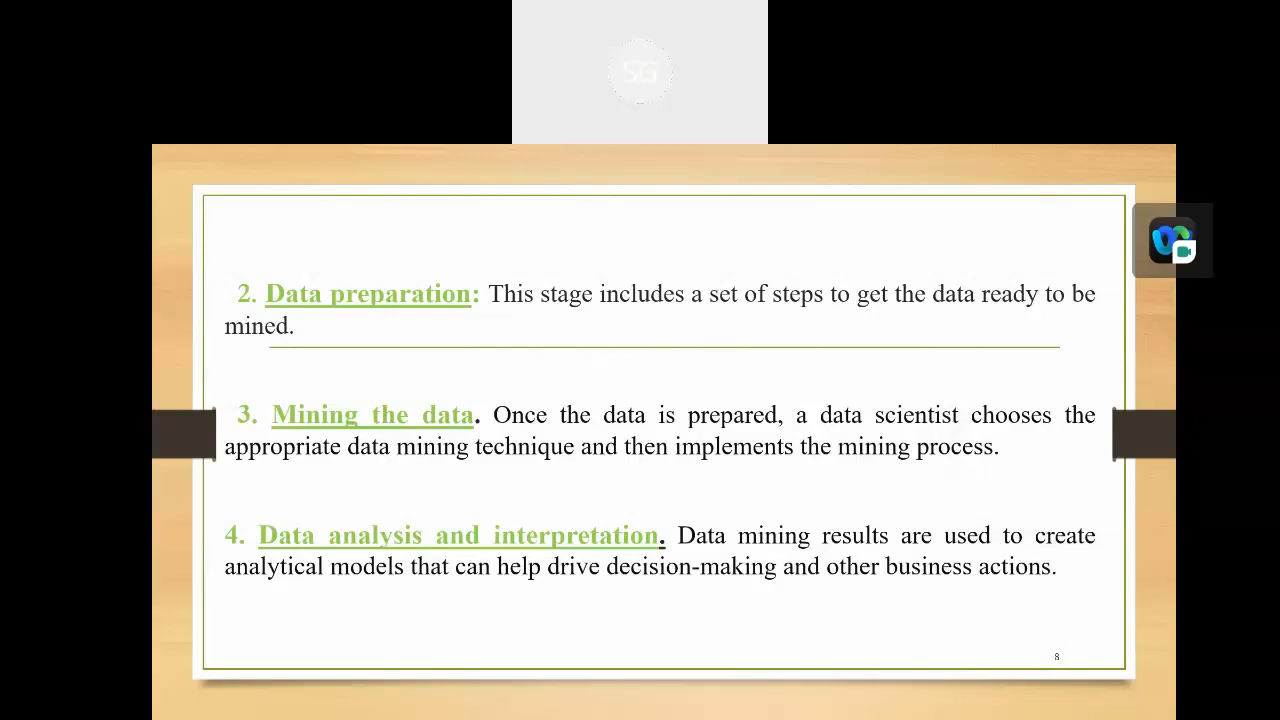 SG
2. Data preparation: This stage includes a set of steps to get the data ready to be
mined.
3. Mining the data. Once the data is prepared, a data scientist chooses the
appropriate data mining technique and then implements the mining process.
4. Data analysis and interpretation. Data mining results are used to create
analytical models that can help drive decision-making and other business actions.
8